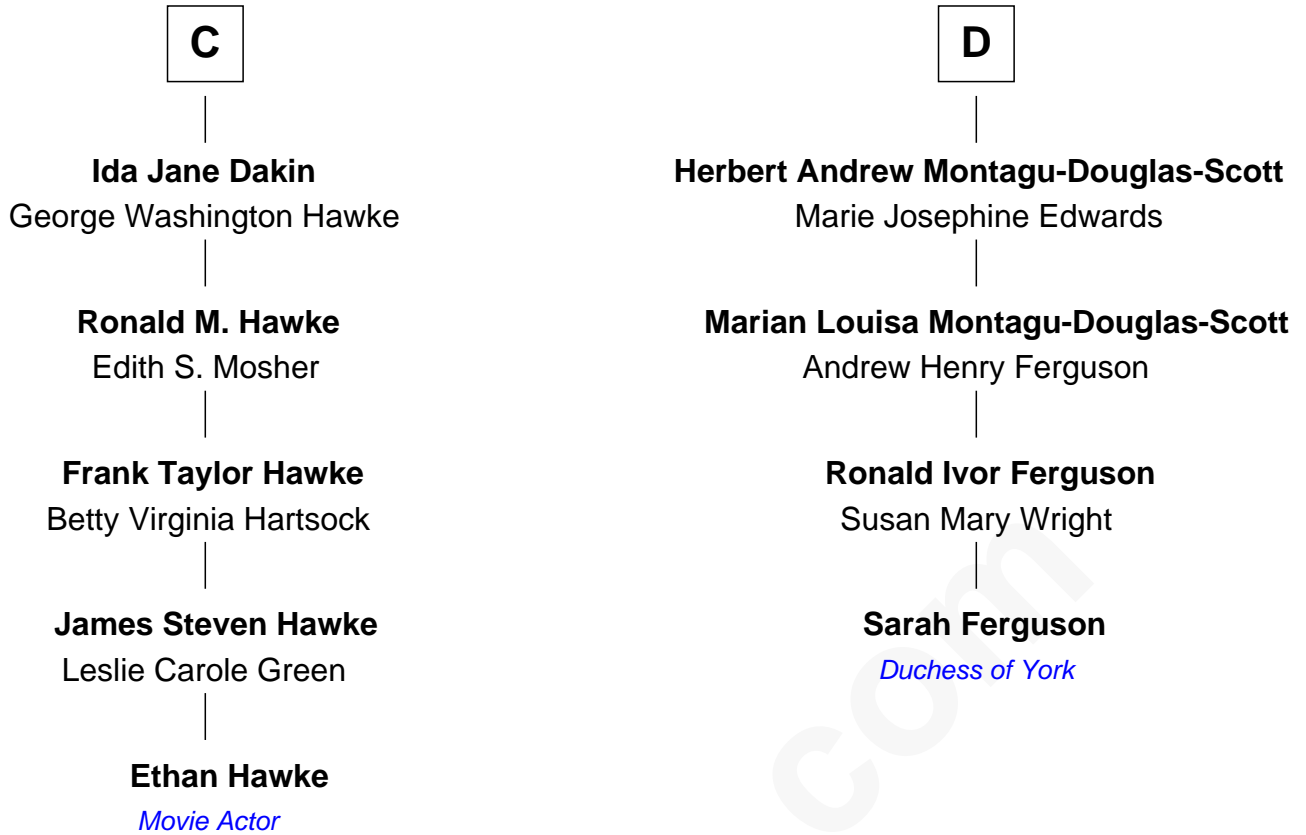 C
Ida Jane Dakin
George Washington Hawke
Ronald M. Hawke
Edith S. Mosher
Frank Taylor Hawke
Betty Virginia Hartsock
James Steven Hawke
Leslie Carole Green
Ethan Hawke
Movie Actor
D
Herbert Andrew Montagu-Douglas-Scott
Marie Josephine Edwards
Marian Louisa Montagu-Douglas-Scott
Andrew Henry Ferguson
Ronald Ivor Ferguson
Susan Mary Wright
Sarah Ferguson
Duchess of York
com